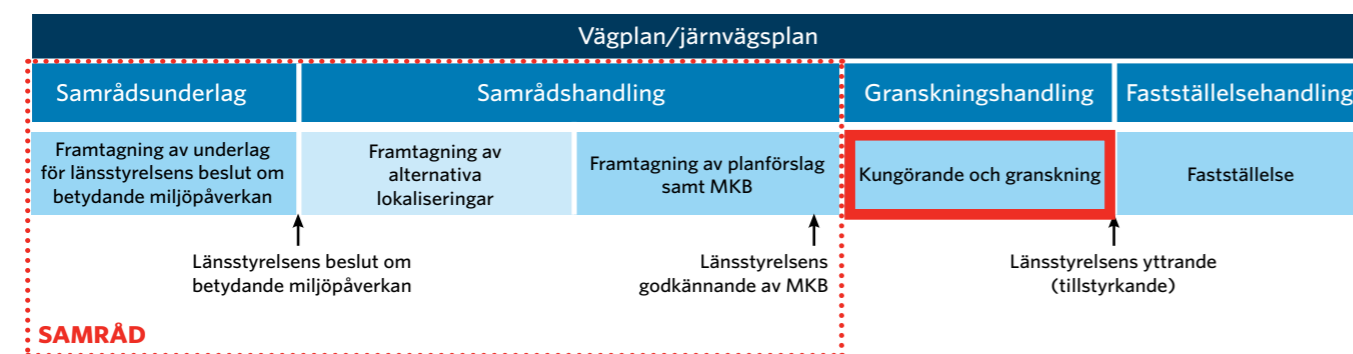 Vägplan/järnvägsplan
Samrådsunderlag
Samrådshandling
Granskningshandling
Fastställelsehandling
Framtagning av underlag
för länsstyrelsens beslut om
betydande miljöpåverkan
Framtagning av
alternativa
lokaliseringar
Framtagning av planförslag
samt MKB
Kungörande och granskning
Fastställelse
Länsstyrelsens beslut om
betydande miljöpåverkan
Länsstyrelsens
godkännande av MKB
Länsstyrelsens yttrande
(tillstyrkande)
SAMRÅD